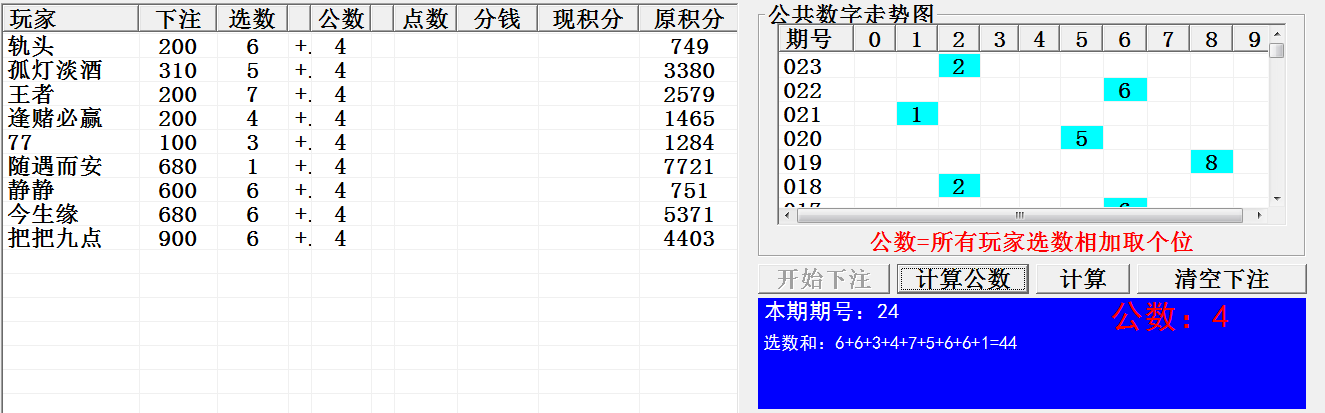 玩家 下注 选数 公数 点数 分钱 现积分 原积分
轨头 200 6 +. 4 749
孤灯淡酒 310 5 +. 4 3380
王者 200 7 +. 4 2579
逢赌必赢 200 4 +. 4 1465
77 100 3 +. 4 1284
随遇而安 680 1 +. 4 7721
静静 600 6 +. 4 751
今生缘 680 6 +. 4 5371
把把九点 900 6 +. 4 4403
公共数字走势图
期号 0 1 2 3 4 5 6 7 8 9
023 2
022 6
021 1
020 5
019 8
018 2
017 6
公数=所有玩家选数相加取个位
开始下注 计算公数 计算 清空下注
本期期号：24 公数：4
选数和：6+6+3+4+7+5+6+6+1=44